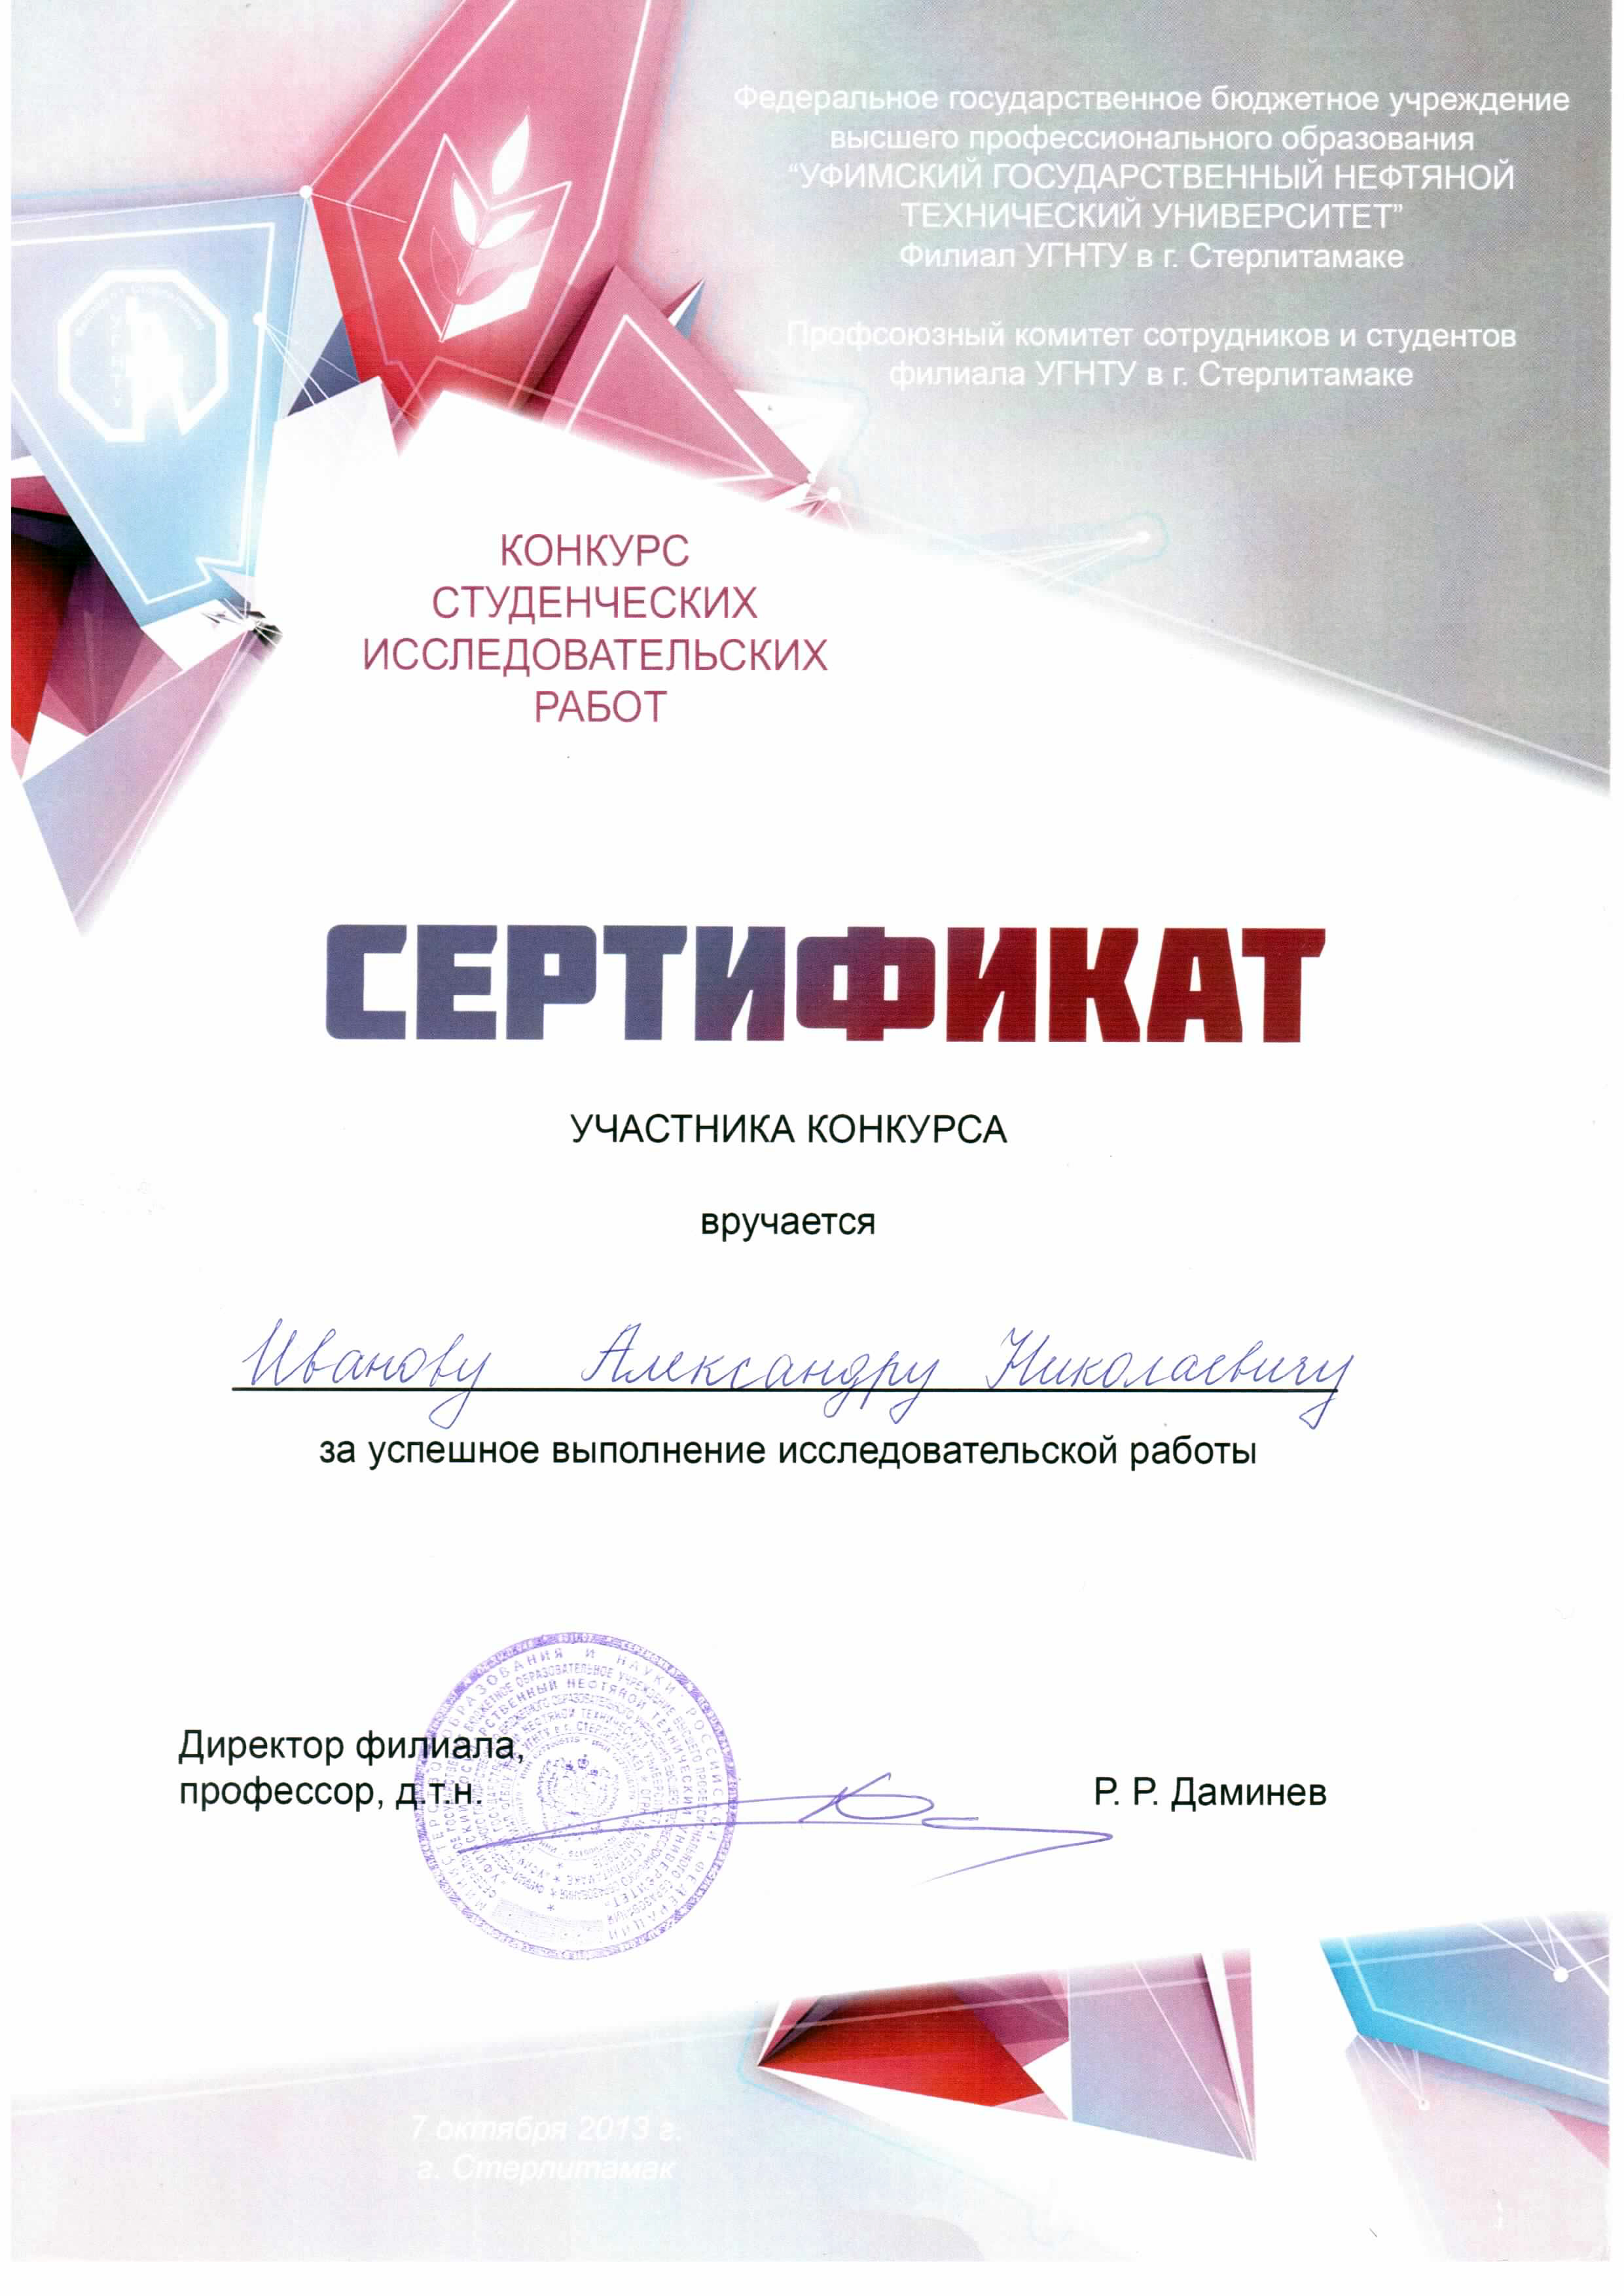 Федеральное государственное бюджетное учреждение
высшего профессионального образования
“УФИМСКИЙ ГОСУДАРСТВЕННЫЙ НЕФТЯНОЙ
ТЕХНИЧЕСКИЙ УНИВЕРСИТЕТ”
Филиал УГНТУ в г. Стерлитамаке
Профсоюзный комитет сотрудников и студентов
филиала УГНТУ в г. Стерлитамаке
УГНТУ
КОНКУРС
СТУДЕНЧЕСКИХ
ИССЛЕДОВАТЕЛЬСКИХ
РАБОТ
СЕРТИФИКАТ
УЧАСТНИКА КОНКУРСА
вручается
Иванову Александру Николаевичу
за успешное выполнение исследовательской работы
Директор филиала,
профессор, д.т.н.
Р. Р. Даминев
7 октября 2013 г.
г. Стерлитамак